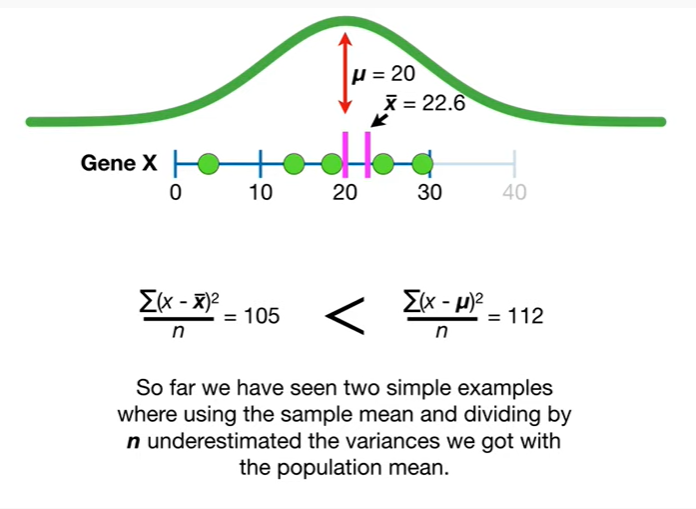 μ = 20
x̄ = 22.6
Gene X
0 10 20 30 40
∑(x - x̄)²
n
= 105
<
∑(x - μ)²
n
= 112
So far we have seen two simple examples
where using the sample mean and dividing by
n underestimated the variances we got with
the population mean.